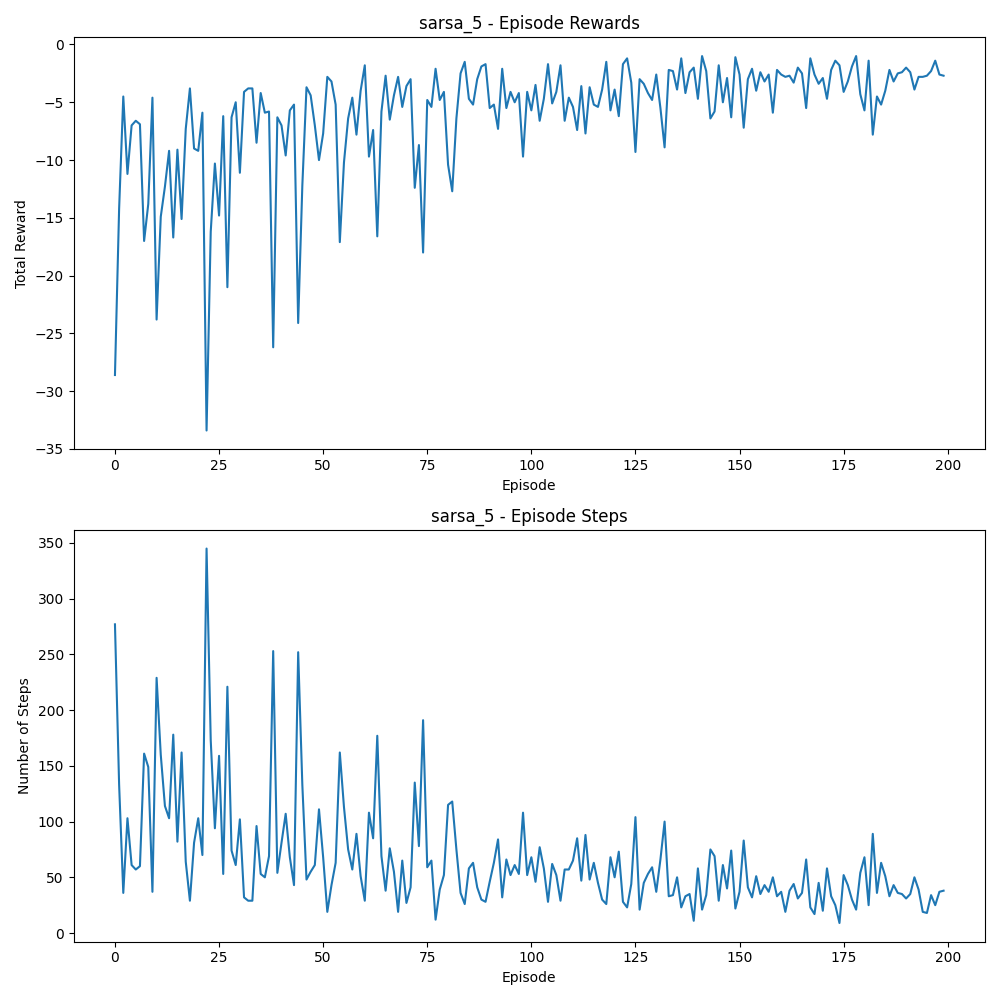 sarsa_5 - Episode Rewards
0
−5
−10
−15
−20
−25
−30
−35
Total Reward
0 25 50 75 100 125 150 175 200
Episode
sarsa_5 - Episode Steps
350
300
250
200
150
100
50
0
Number of Steps
0 25 50 75 100 125 150 175 200
Episode